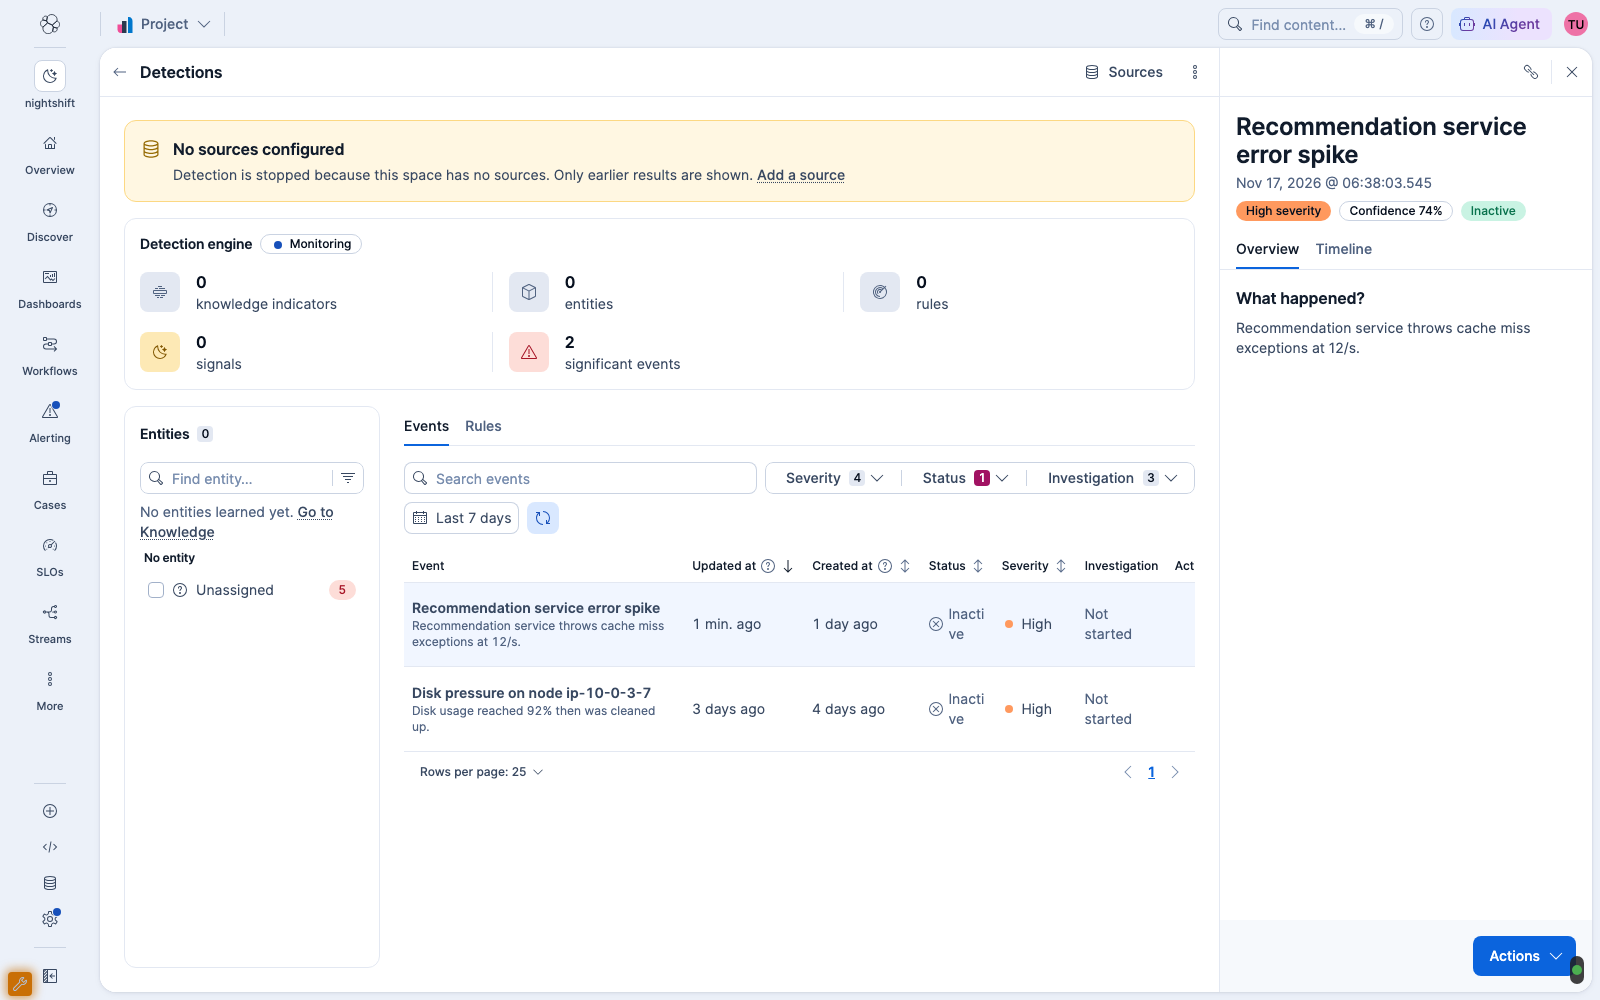 Project
Find content...
⌘ /
AI Agent
TU
nightshift
Overview
Discover
Dashboards
Workflows
Alerting
Cases
SLOs
Streams
More
Detections
Sources
No sources configured
Detection is stopped because this space has no sources. Only earlier results are shown. Add a source
Detection engine
Monitoring
0
knowledge indicators
0
entities
0
rules
0
signals
2
significant events
Entities 0
Find entity...
No entities learned yet. Go to
Knowledge
No entity
Unassigned 5
Events Rules
Search events
Severity 4
Status 1
Investigation 3
Last 7 days
Event
Updated at
Created at
Status
Severity
Investigation
Act
Recommendation service error spike
Recommendation service throws cache miss
exceptions at 12/s.
1 min. ago
1 day ago
Inacti
ve
High
Not
started
Disk pressure on node ip-10-0-3-7
Disk usage reached 92% then was cleaned
up.
3 days ago
4 days ago
Inacti
ve
High
Not
started
Rows per page: 25
1
Recommendation service
error spike
Nov 17, 2026 @ 06:38:03.545
High severity
Confidence 74%
Inactive
Overview Timeline
What happened?
Recommendation service throws cache miss
exceptions at 12/s.
Actions